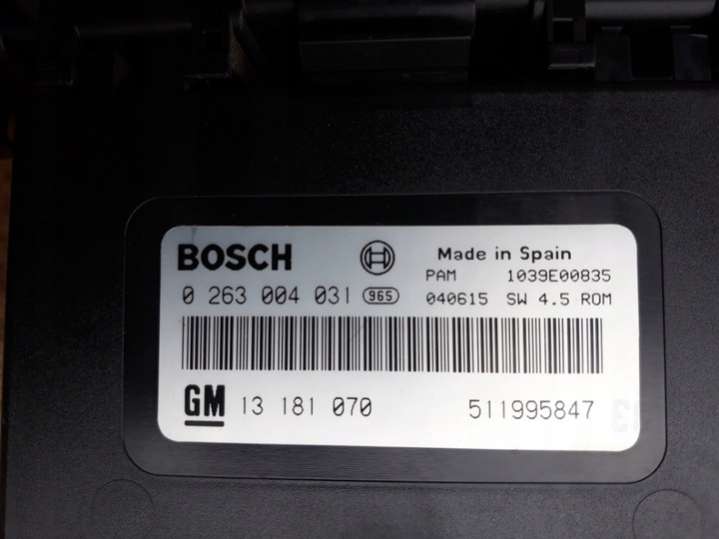 BOSCH Made in Spain
PAM 1039E00835
0 263 004 031 965 040615 SW 4.5 ROM
GM 13 181 070 511995847